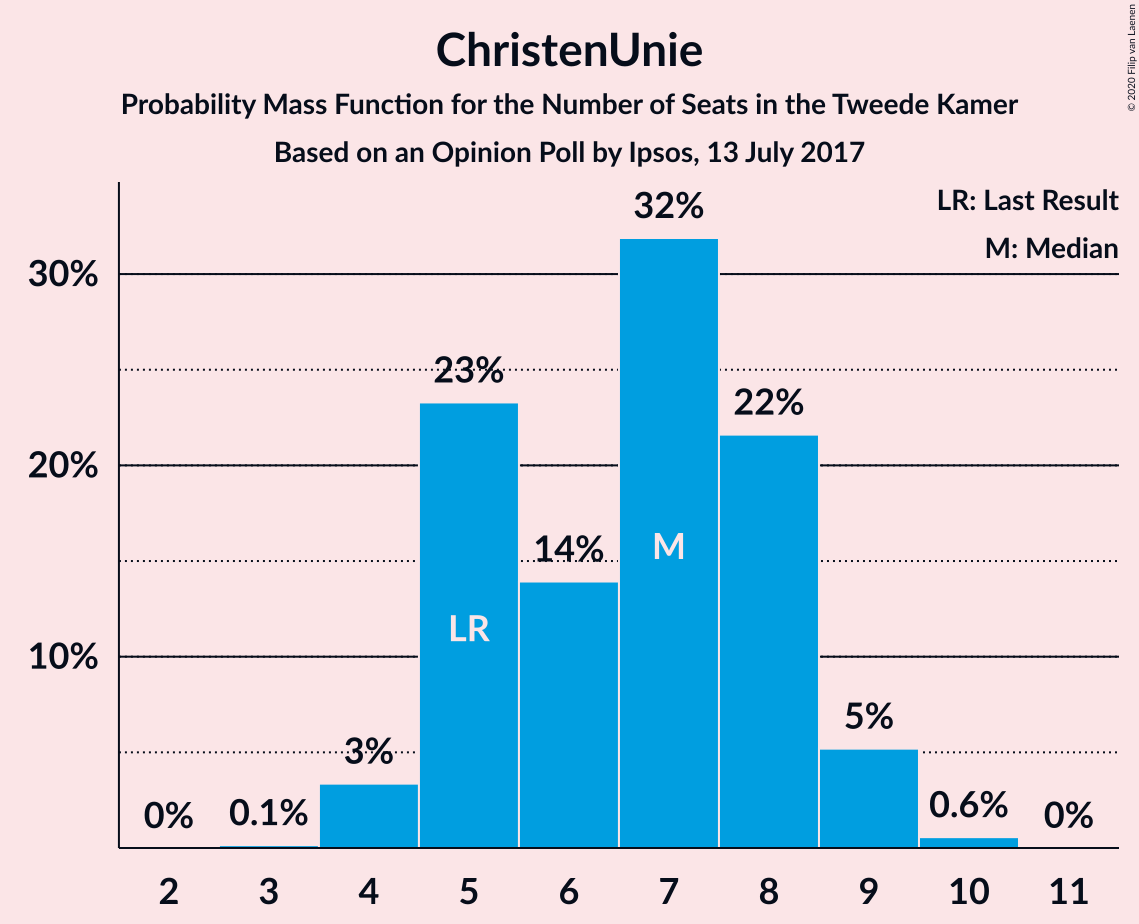 ChristenUnie
Probability Mass Function for the Number of Seats in the Tweede Kamer
Based on an Opinion Poll by Ipsos, 13 July 2017
© 2020 Filip van Laenen
LR: Last Result
M: Median
30%
20%
10%
0%
0.1%
3%
23%
14%
32%
22%
5%
0.6%
0%
LR
M
2 3 4 5 6 7 8 9 10 11